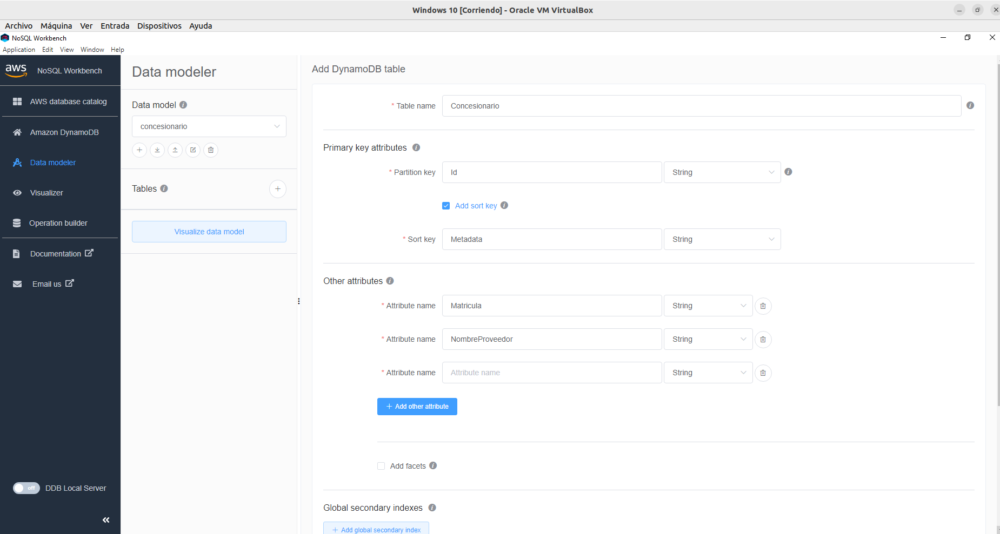 Windows 10 [Corriendo] - Oracle VM VirtualBox
Archivo Máquina Ver Entrada Dispositivos Ayuda
NoSQL Workbench
Application Edit View Window Help
aws NoSQL Workbench
AWS database catalog
Amazon DynamoDB
Data modeler
Visualizer
Operation builder
Documentation
Email us
off DDB Local Server
Data modeler
Data model
concesionario
Tables
Visualize data model
Add DynamoDB table
* Table name Concesionario
Primary key attributes
* Partition key Id String
Add sort key
* Sort key Metadata String
Other attributes
* Attribute name Matricula String
* Attribute name NombreProveedor String
* Attribute name Attribute name String
+ Add other attribute
Add facets
Global secondary indexes
+ Add global secondary index